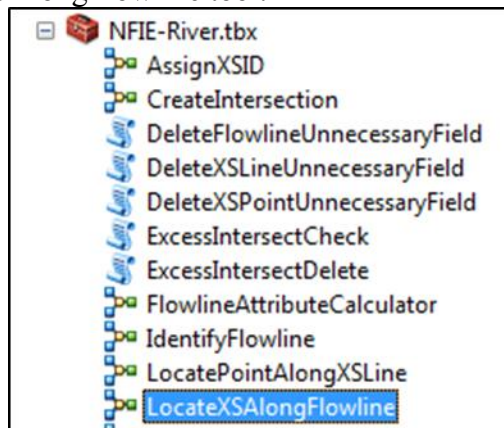 NFIE-River.tbx
AssignXSID
CreateIntersection
DeleteFlowlineUnnecessaryField
DeleteXSLineUnnecessaryField
DeleteXSPointUnnecessaryField
ExcessIntersectCheck
ExcessIntersectDelete
FlowlineAttributeCalculator
IdentifyFlowline
LocatePointAlongXSLine
LocateXSAlongFlowline